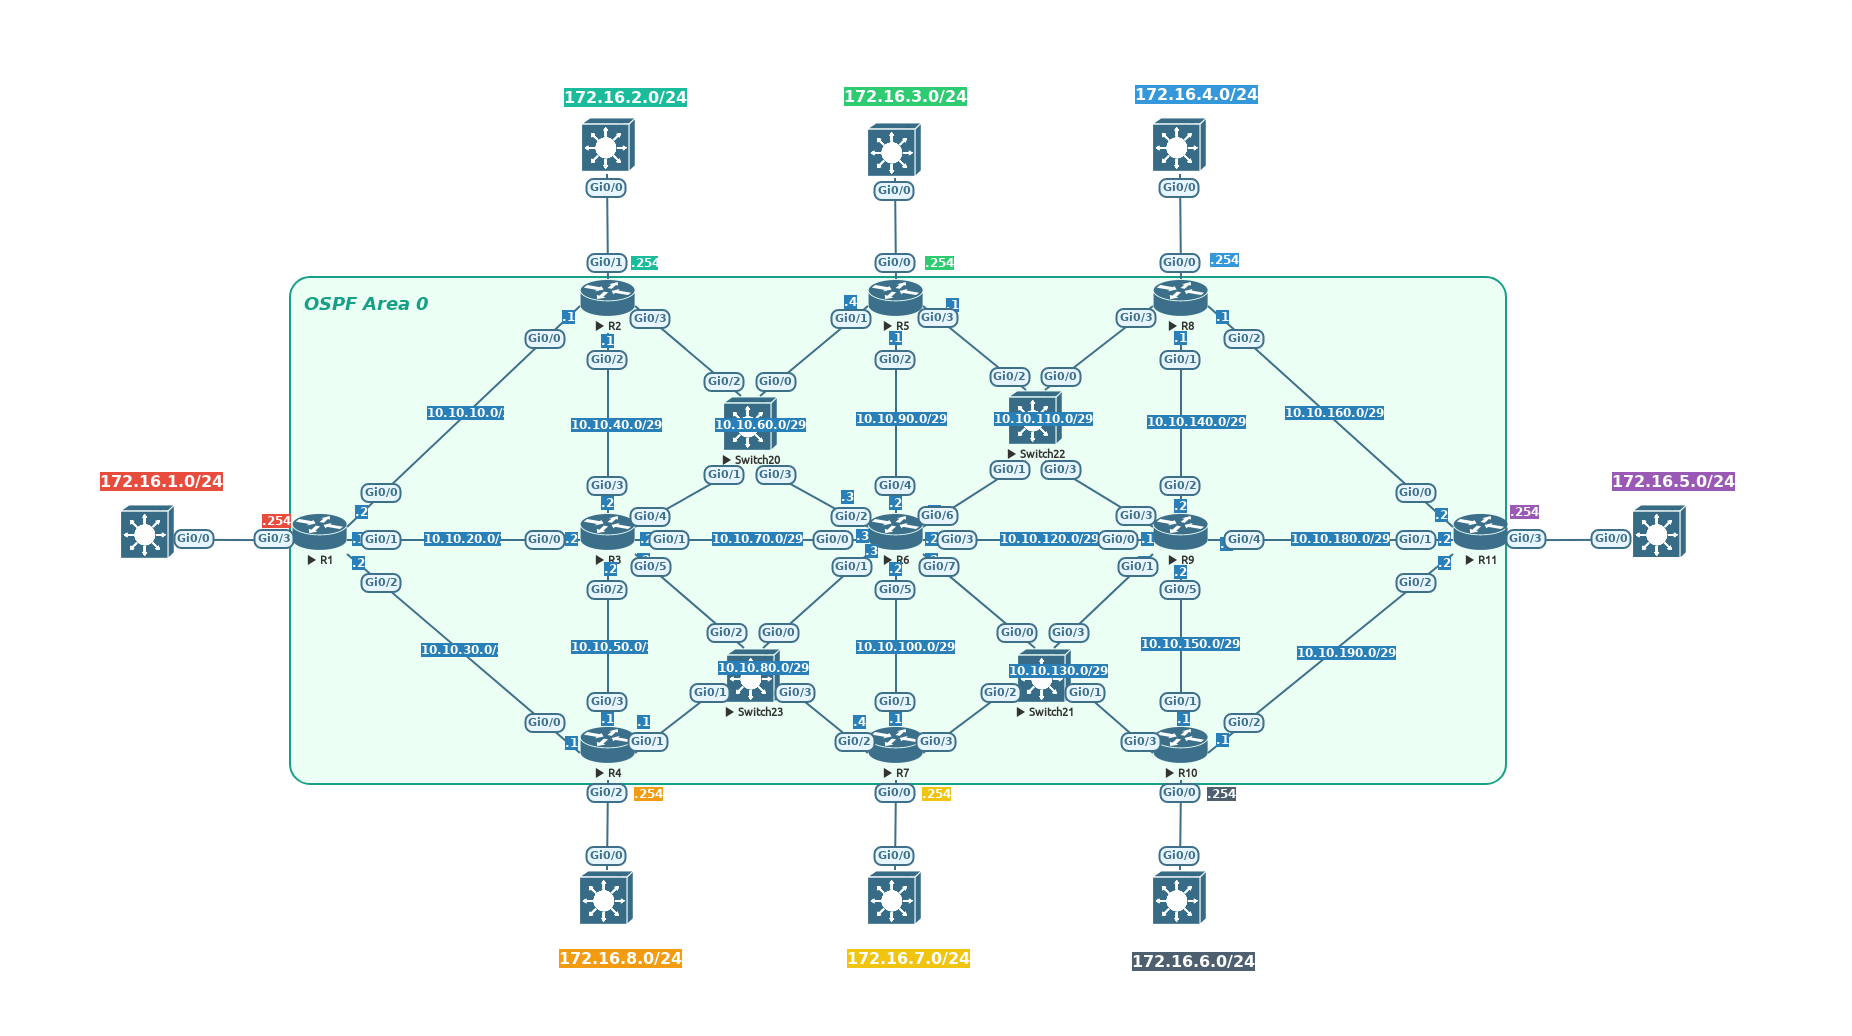 172.16.2.0/24
172.16.3.0/24
172.16.4.0/24
Gi0/0
Gi0/0
Gi0/0
Gi0/1 .254
Gi0/0 .254
Gi0/0 .254
OSPF Area 0
.1
R2
Gi0/3
.4
Gi0/1
R5
.1
Gi0/3
Gi0/3
R8
.1
Gi0/0
.1
Gi0/2
.1
Gi0/2
.1
Gi0/1
Gi0/2
Gi0/2
Gi0/0
Gi0/2
Gi0/0
10.10.10.0/
10.10.40.0/29
10.10.60.0/29
10.10.90.0/29
10.10.110.0/29
10.10.140.0/29
10.10.160.0/29
Switch20
Switch22
Gi0/1
Gi0/3
Gi0/1
Gi0/3
172.16.1.0/24
172.16.5.0/24
Gi0/0
Gi0/3
Gi0/4
Gi0/2
Gi0/0
.2
.2
.3
.2
.2
.2
.254
Gi0/4
Gi0/2
Gi0/6
Gi0/3
.254
Gi0/0
Gi0/3
Gi0/1
10.10.20.0/
Gi0/0
.2
Gi0/1
10.10.70.0/29
Gi0/0
.3
.2
Gi0/3
10.10.120.0/29
Gi0/0
.1
Gi0/4
10.10.180.0/29
Gi0/1
.2
Gi0/3
Gi0/0
R1
R3
R6
R9
R11
.2
.2
.3
.2
.2
.2
Gi0/2
Gi0/2
Gi0/5
Gi0/1
Gi0/5
Gi0/7
Gi0/1
Gi0/5
Gi0/2
Gi0/2
Gi0/0
Gi0/0
Gi0/3
10.10.30.0/
10.10.50.0/
10.10.80.0/29
10.10.100.0/29
10.10.130.0/29
10.10.150.0/29
10.10.190.0/29
Gi0/3
Gi0/1
Gi0/3
Gi0/1
Gi0/2
Gi0/1
Gi0/1
Switch23
Switch21
Gi0/0
.1
.1
.4
.1
.1
Gi0/2
.1
Gi0/1
Gi0/2
Gi0/3
Gi0/3
.1
R4
R7
R10
Gi0/2 .254
Gi0/0 .254
Gi0/0 .254
Gi0/0
Gi0/0
Gi0/0
172.16.8.0/24
172.16.7.0/24
172.16.6.0/24